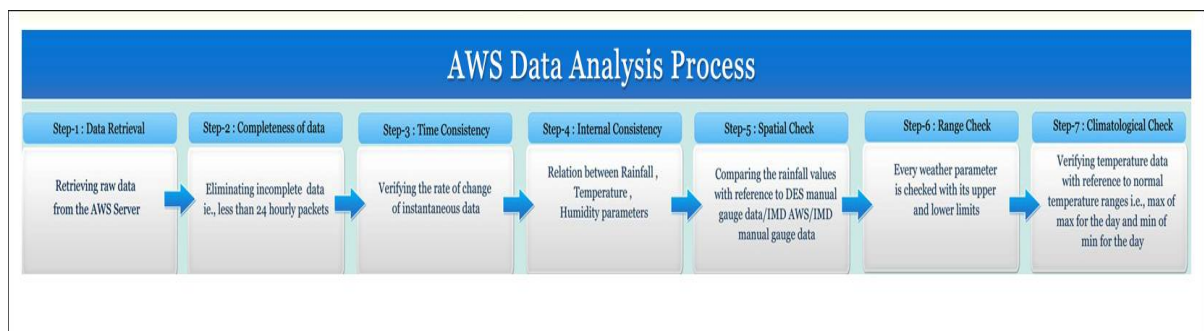 AWS Data Analysis Process
Step-1 : Data Retrival
Retrieving raw data
from the AWS Server
Step-2 : Completeness of data
Eliminating incomplete data
ie., less than 24 hourly packets
Step-3 : Time Consistency
Verifying the rate of change
of instantaneous data
Step-4 : Internal Consistency
Relation between Rainfall ,
Temperature ,
Humidity parameters
Step-5 : Spatial Check
Comparing the rainfall values
with reference to DES manual
gauge data/IMD AWS/IMD
manual gauge data
Step-6 : Range Check
Every weather parameter
is checked with its upper
and lower limits
Step-7 : Climatological Check
Verifying temperature data
with reference to normal
temperature ranges i.e., max of
max for the day and min of
min for the day